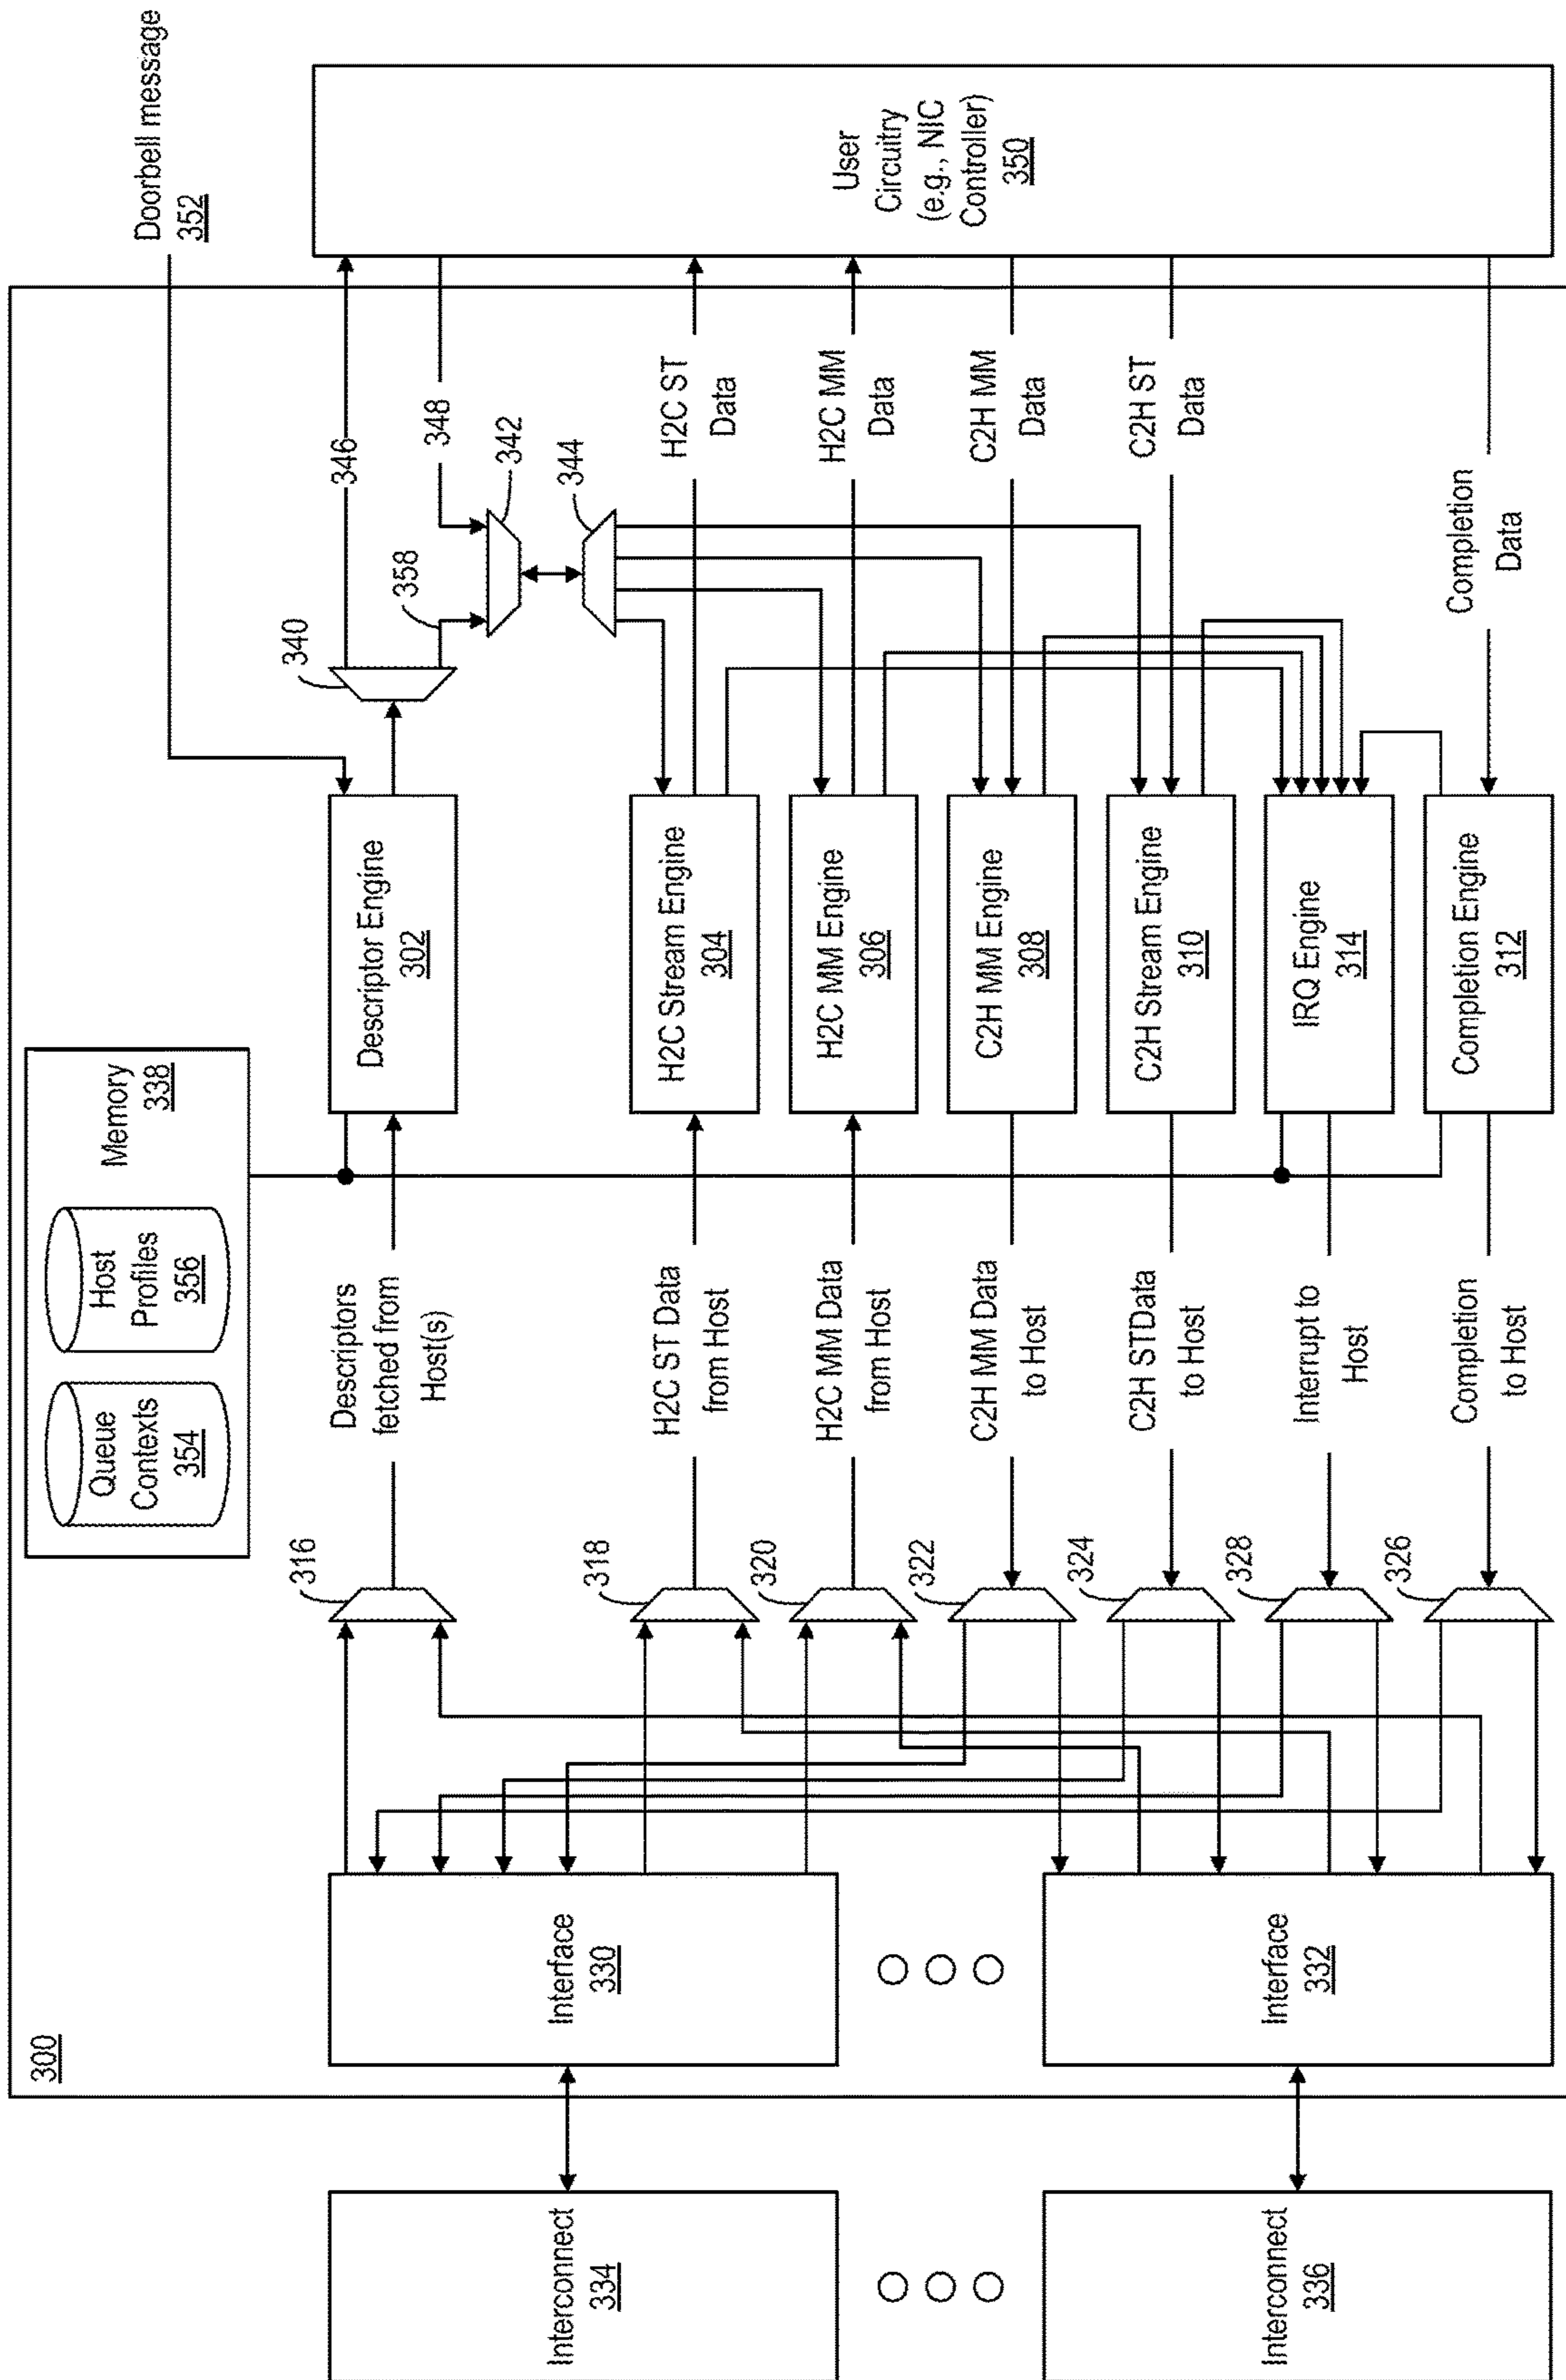 300
Interconnect
334
Interconnect
336
Interface
330
Interface
332
Queue
Contexts
354
Host
Profiles
356
Memory
338
316
318
320
322
324
328
326
Descriptors
fetched from
Host(s)
H2C ST Data
from Host
H2C MM Data
from Host
C2H MM Data
to Host
C2H STData
to Host
Interrupt to
Host
Completion
to Host
Descriptor Engine
302
H2C Stream Engine
304
H2C MM Engine
306
C2H MM Engine
308
C2H Stream Engine
310
IRQ Engine
314
Completion Engine
312
340
358
346
348
342
344
H2C ST
Data
H2C MM
Data
C2H MM
Data
C2H ST
Data
Completion
Data
Doorbell message
352
User
Circuitry
(e.g., NIC
Controller)
350